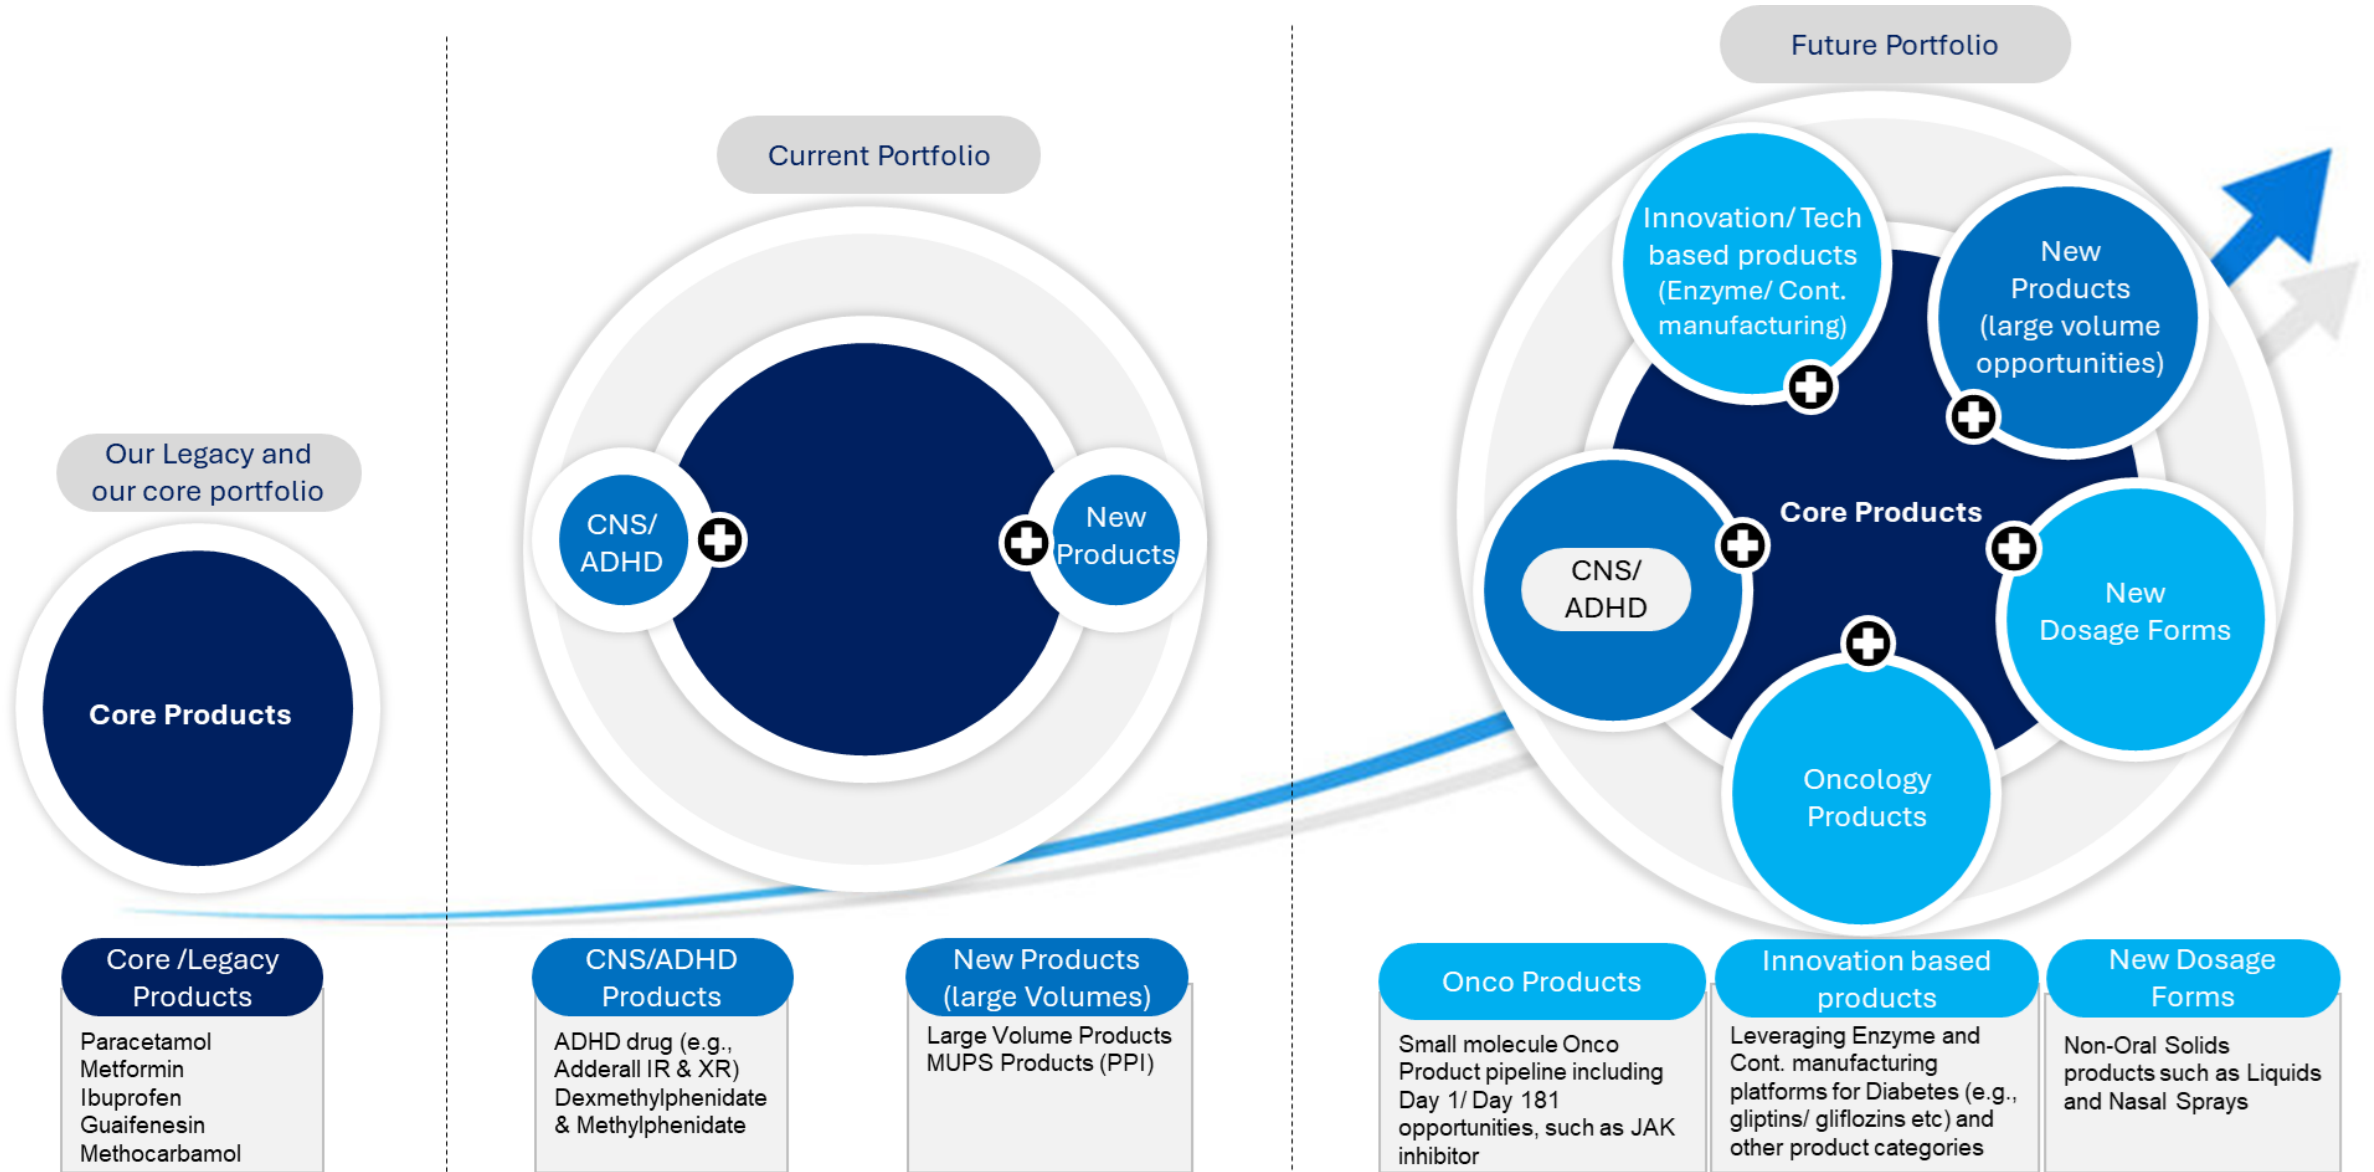 Our Legacy and
our core portfolio
Core Products
Core /Legacy
Products
Paracetamol
Metformin
Ibuprofen
Guaifenesin
Methocarbamol
Current Portfolio
CNS/
ADHD
New
Products
CNS/ADHD
Products
ADHD drug (e.g.,
Adderall IR & XR)
Dexmethylphenidate
& Methylphenidate
New Products
(large Volumes)
Large Volume Products
MUPS Products (PPI)
Future Portfolio
Innovation/ Tech
based products
(Enzyme/ Cont.
manufacturing)
New
Products
(large volume
opportunities)
Core Products
CNS/
ADHD
New
Dosage Forms
Oncology
Products
Onco Products
Small molecule Onco
Product pipeline including
Day 1/ Day 181
opportunities, such as JAK
inhibitor
Innovation based
products
Leveraging Enzyme and
Cont. manufacturing
platforms for Diabetes (e.g.,
gliptins/ gliflozins etc) and
other product categories
New Dosage
Forms
Non-Oral Solids
products such as Liquids
and Nasal Sprays